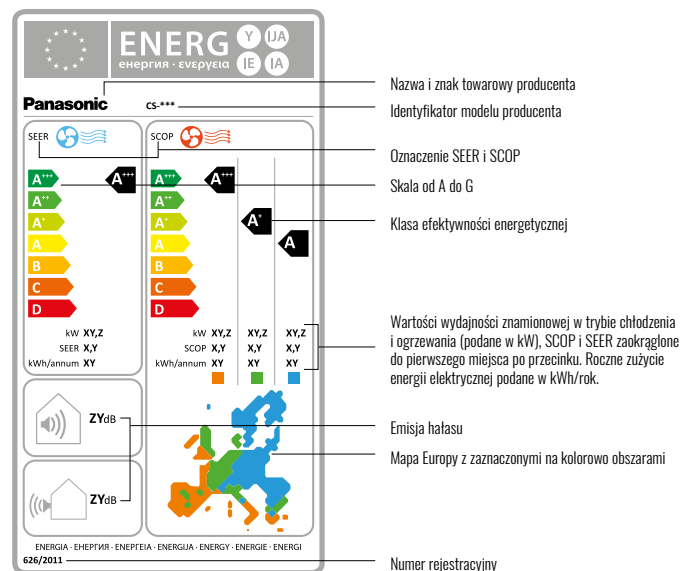 ENERG
енергия · ενεργεια
Y IJA
IE IA
Panasonic
CS-***
SEER
SCOP
A+++
A++
A+
A
B
C
D
A+++
A+++
A++
A+
A
B
C
D
A+++
A+
A
kW XY,Z
SEER X,Y
kWh/annum XY
kW XY,Z XY,Z XY,Z
SCOP X,Y X,Y X,Y
kWh/annum XY XY XY
ZYdB
ZYdB
ENERGIA · ЕНЕРГИЯ · ΕΝΕΡΓΕΙΑ · ENERGIJA · ENERGY · ENERGIE · ENERGI
626/2011
Nazwa i znak towarowy producenta
Identyfikator modelu producenta
Oznaczenie SEER i SCOP
Skala od A do G
Klasa efektywności energetycznej
Wartości wydajności znamionowej w trybie chłodzenia
i ogrzewania (podane w kW), SCOP i SEER zaokrąglone
do pierwszego miejsca po przecinku. Roczne zużycie
energii elektrycznej podane w kWh/rok.
Emisja hałasu
Mapa Europy z zaznaczonymi na kolorowo obszarami
Numer rejestracyjny